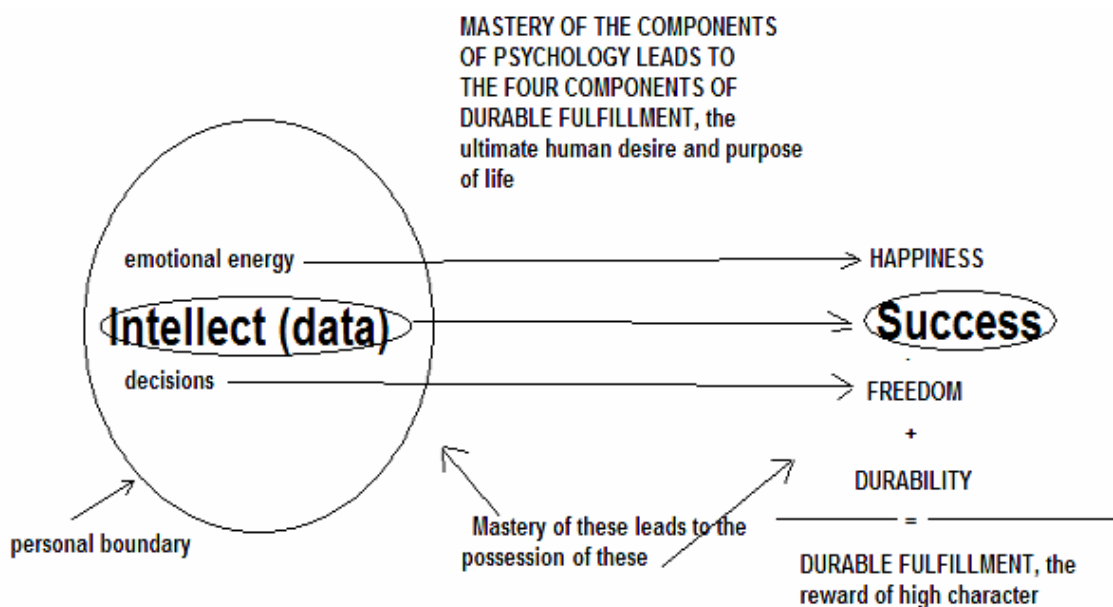 MASTERY OF THE COMPONENTS
OF PSYCHOLOGY LEADS TO
THE FOUR COMPONENTS OF
DURABLE FULFILLMENT, the
ultimate human desire and purpose
of life
emotional energy
HAPPINESS
Intellect (data)
Success
decisions
FREEDOM
+
DURABILITY
=
personal boundary
Mastery of these leads to the
possession of these
DURABLE FULFILLMENT, the
reward of high character